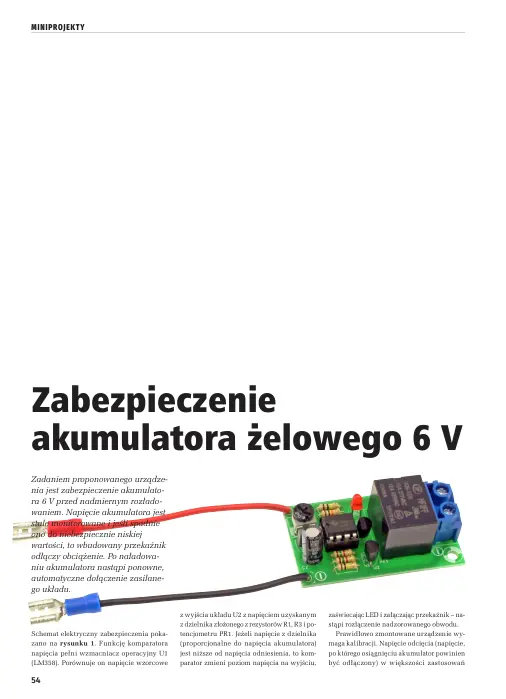 MINIPROJEKTY
Zabezpieczenie
akumulatora żelowego 6 V
Zadaniem proponowanego urządze-
nia jest zabezpieczenie akumulato-
ra 6 V przed nadmiernym rozłado-
waniem. Napięcie akumulatora jest
stale monitorowane i jeśli spadnie
ono do niebezpiecznie niskiej
wartości, to wbudowany przekaźnik
odłączy obciążenie. Po naładowa-
niu akumulatora nastąpi ponowne,
automatyczne dołączenie zasilane-
go układu.
Schemat elektryczny zabezpieczenia poka-
zano na rysunku 1. Funkcję komparatora
napięcia pełni wzmacniacz operacyjny U1
(LM358). Porównuje on napięcie wzorcowe
z wyjścia układu U2 z napięciem uzyskanym
z dzielnika złożonego z rezystorów R1, R3 i po-
tencjometru PR1. Jeżeli napięcie z dzielnika
(proporcjonalne do napięcia akumulatora)
jest niższe od napięcia odniesienia, to kom-
parator zmieni poziom napięcia na wyjściu,
zaświecając LED i załączając przekaźnik – na-
stąpi rozłączenie nadzorowanego obwodu.
Prawidłowo zmontowane urządzenie wy-
maga kalibracji. Napięcie odcięcia (napięcie,
po którego osiągnięciu akumulator powinien
być odłączony) w większości zastosowań
54